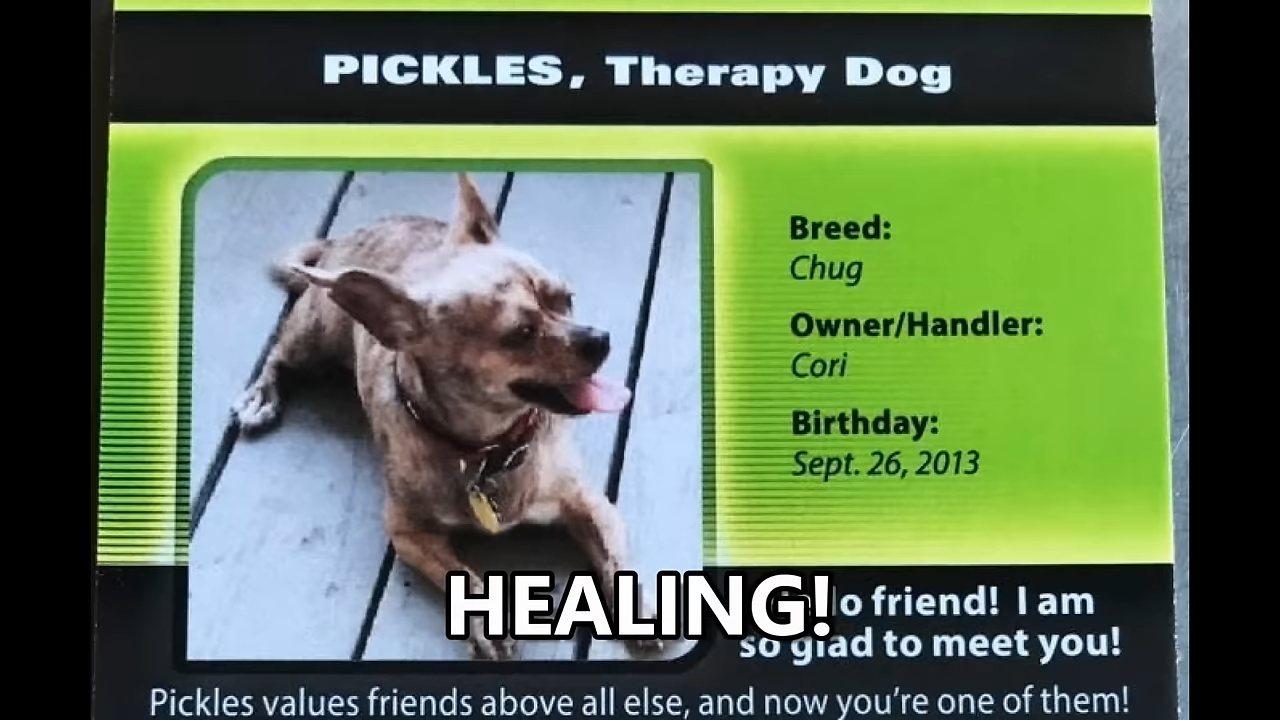 PICKLES, Therapy Dog
Breed:
Chug
Owner/Handler:
Cori
Birthday:
Sept. 26, 2013
HEALING!
friend! I am
so glad to meet you!
Pickles values friends above all else, and now you're one of them!